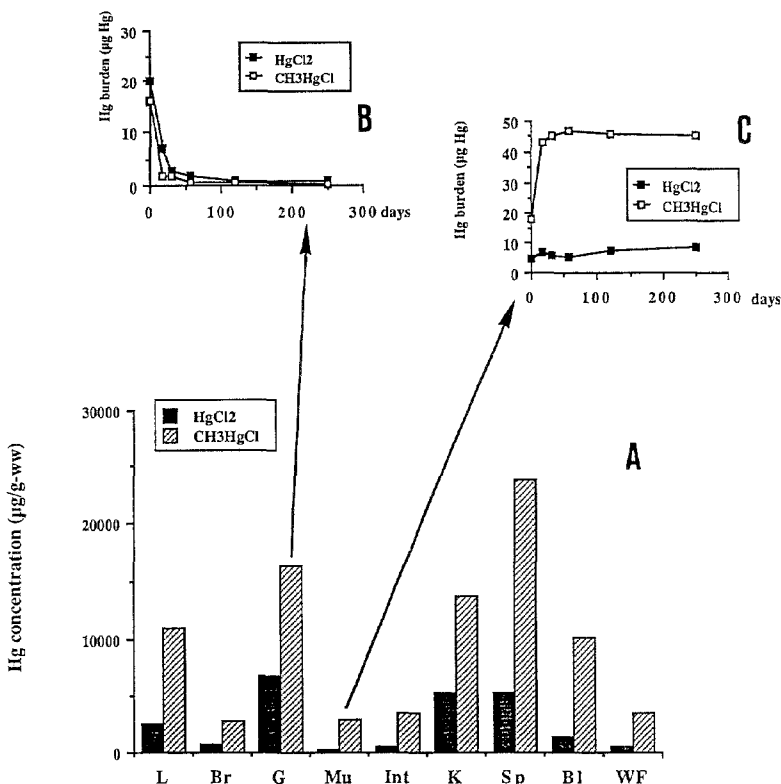 Hg burden (µg Hg)
30
20
10
0
HgCl2
CH3HgCl
B
0 100 200 300 days
Hg burden (µg Hg)
50
40
30
20
10
0
HgCl2
CH3HgCl
C
0 100 200 300 days
Hg concentration (µg/g-ww)
30000
20000
10000
0
HgCl2
CH3HgCl
A
L Br G Mu Int K Sp Bl WF